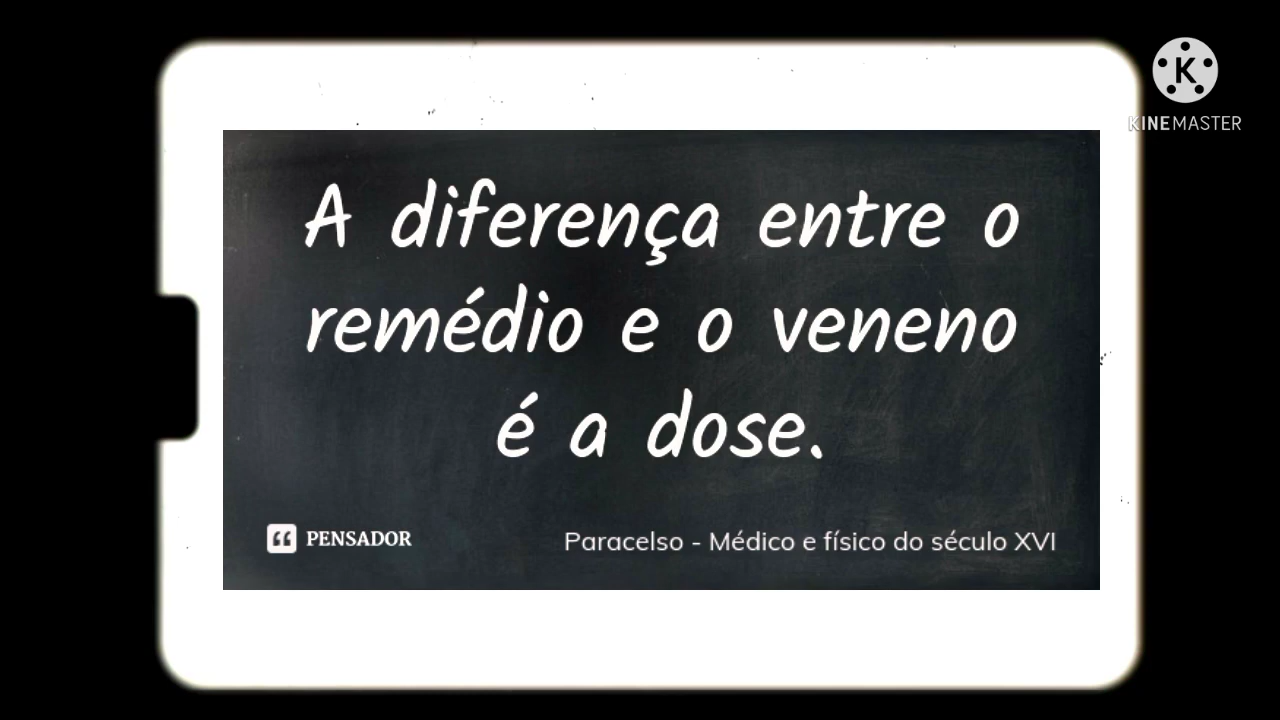 K
KINEMASTER
A diferença entre o
remédio e o veneno
é a dose.
PENSADOR
Paracelso - Médico e físico do século XVI